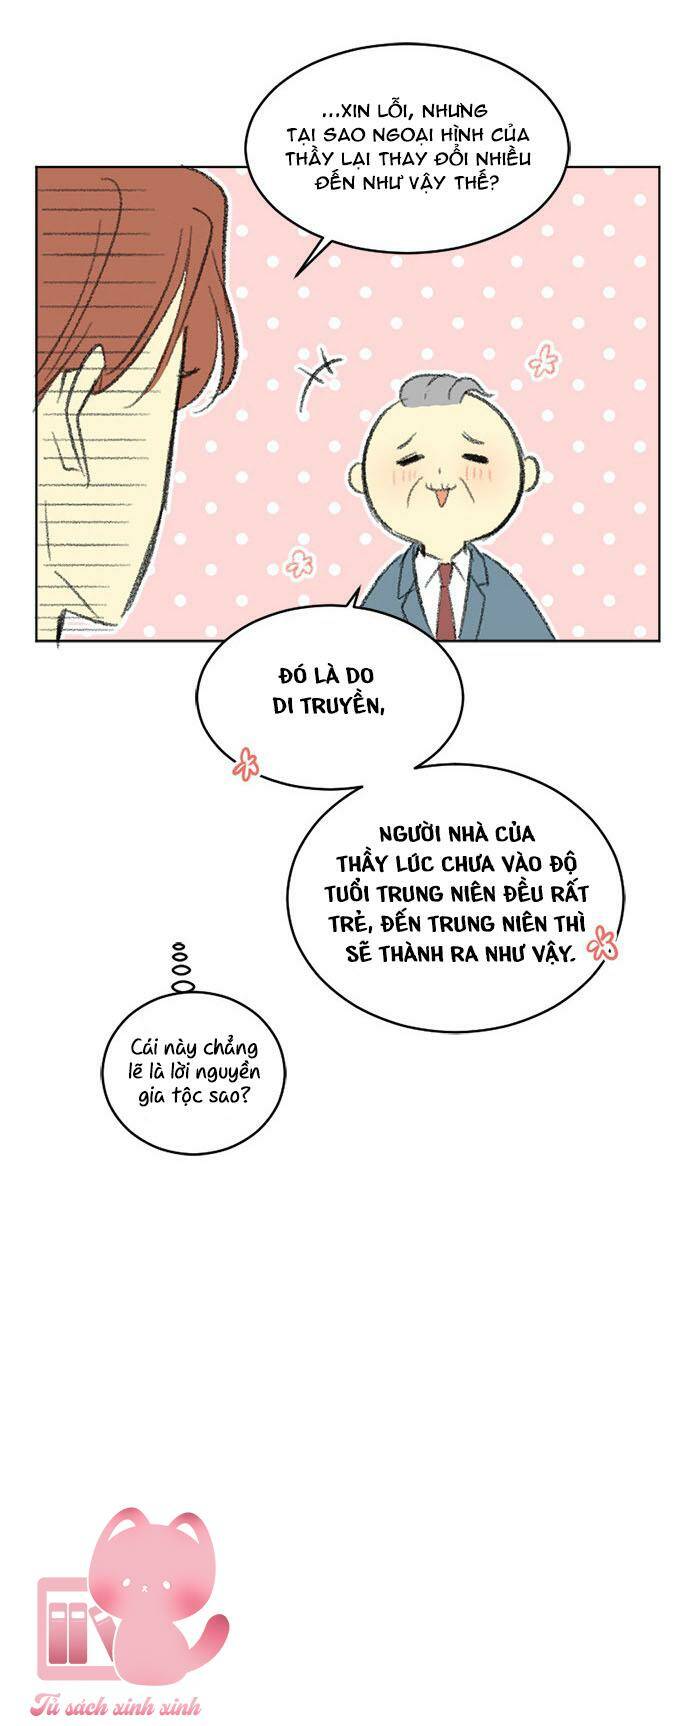 ...XIN LỖI, NHƯNG
TẠI SAO NGOẠI HÌNH CỦA
THẦY LẠI THAY ĐỔI NHIỀU
ĐẾN NHƯ VẬY THẾ?
ĐÓ LÀ DO
DI TRUYỀN,
NGƯỜI NHÀ CỦA
THẦY LÚC CHƯA VÀO ĐỘ
TUỔI TRUNG NIÊN ĐỀU RẤT
TRẺ, ĐẾN TRUNG NIÊN THÌ
SẼ THÀNH RA NHƯ VẬY.
Cái này chẳng
lẽ là lời nguyền
gia tộc sao?
Tủ sách xinh xinh